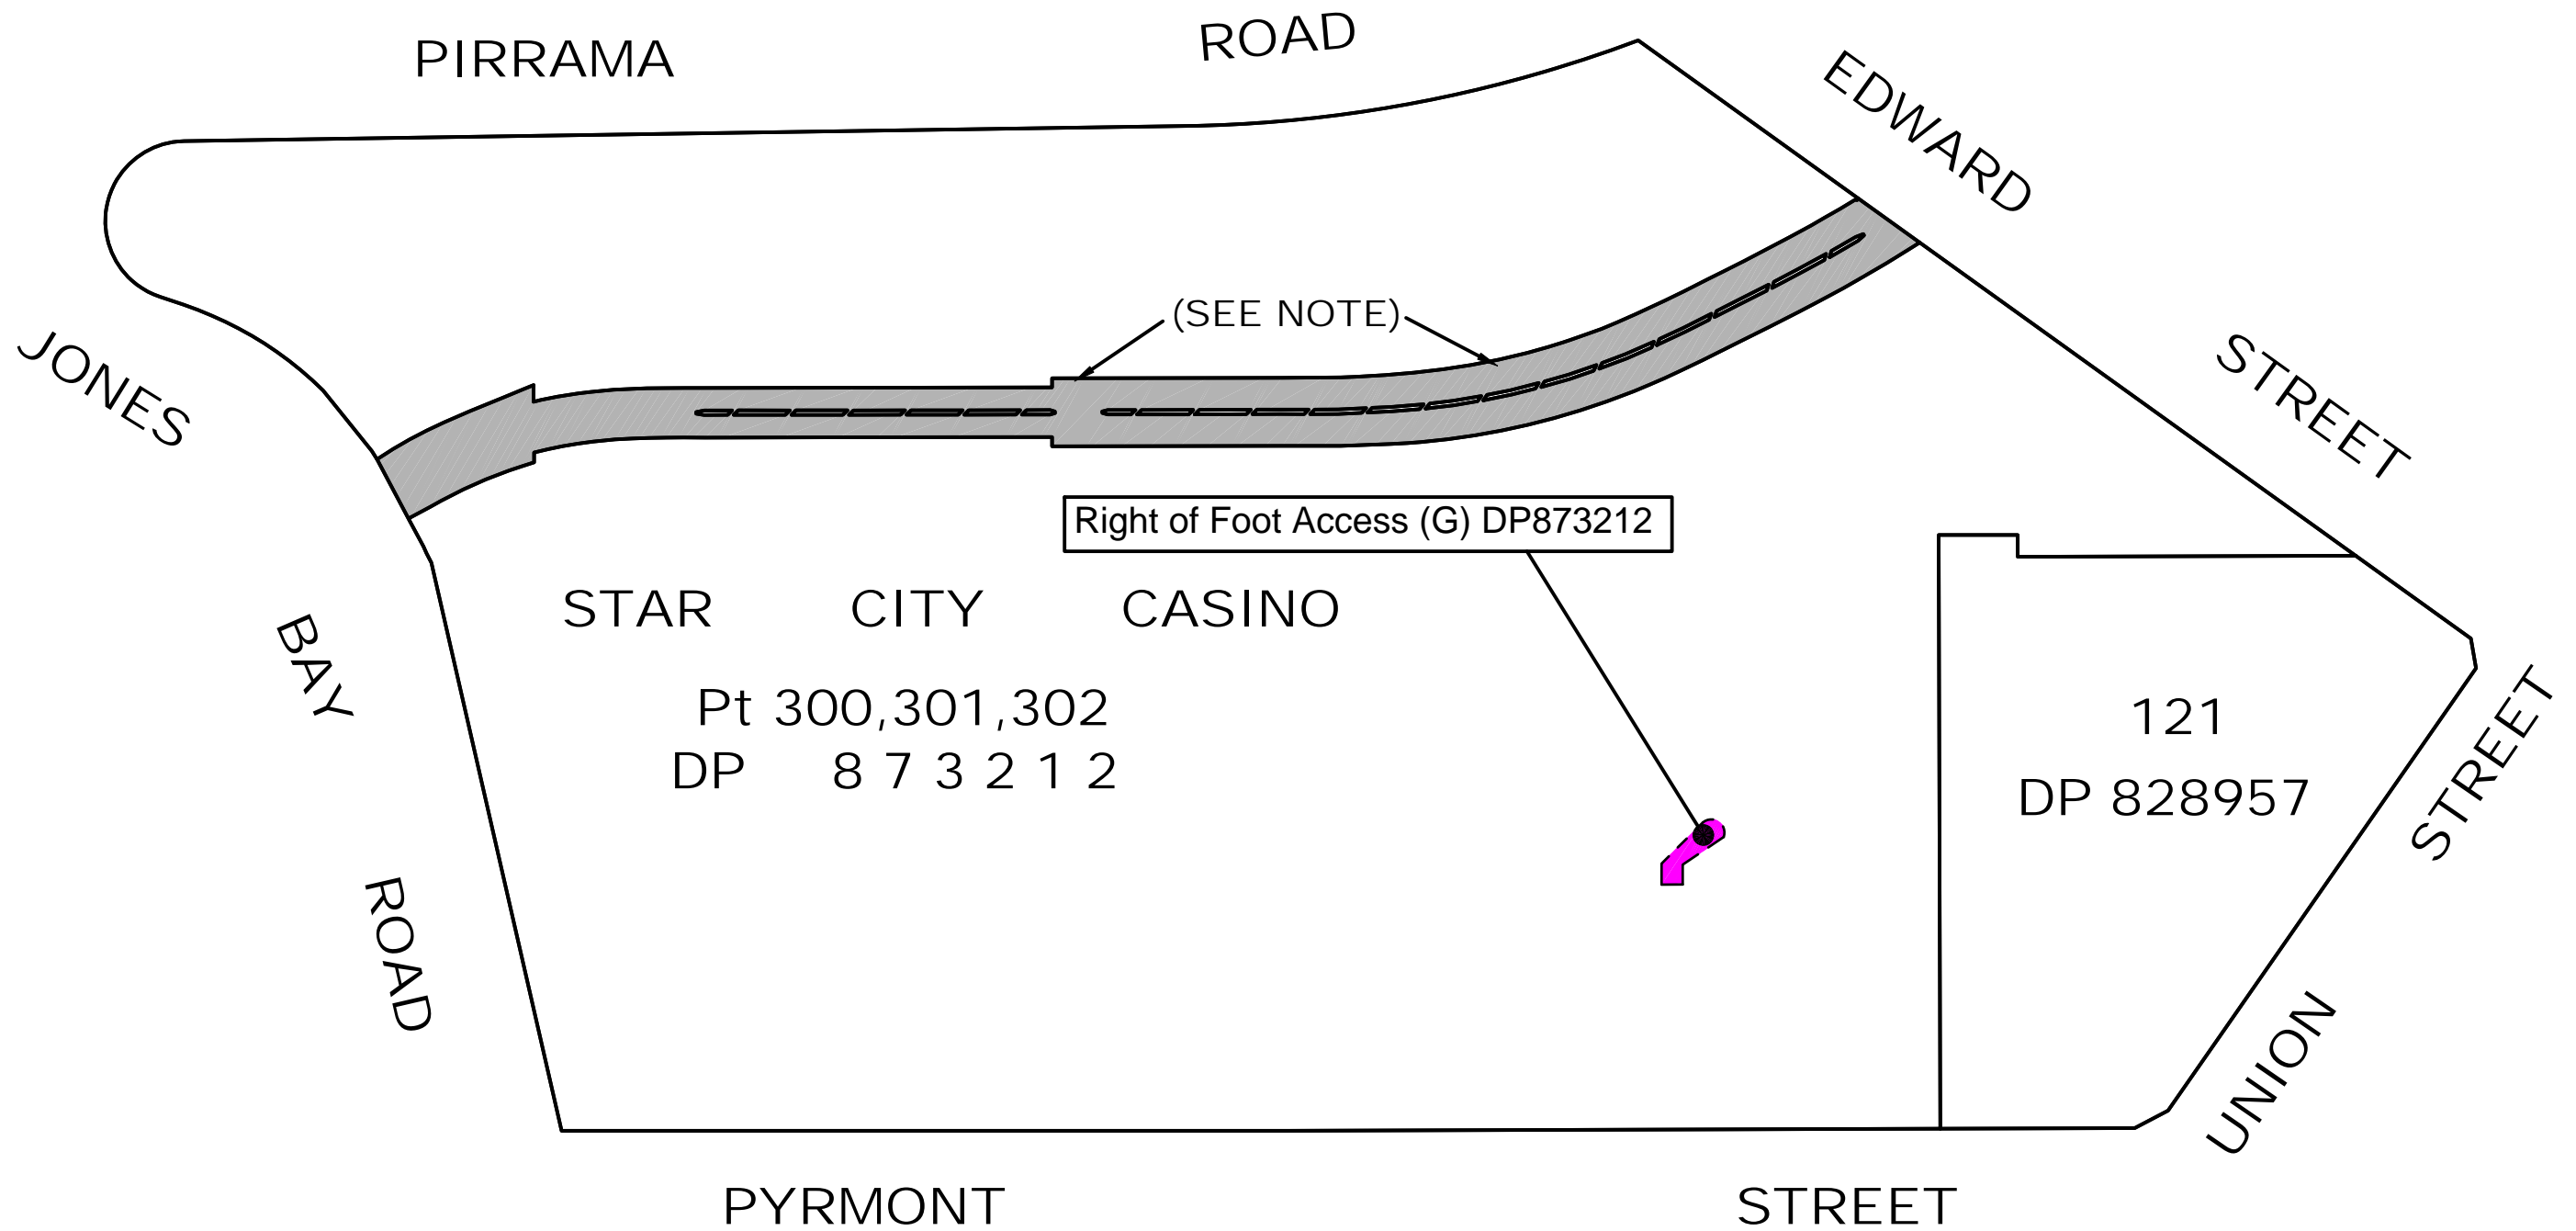 PIRRAMA ROAD
EDWARD STREET
(SEE NOTE)
JONES BAY ROAD
Right of Foot Access (G) DP873212
STAR CITY CASINO
Pt 300,301,302
DP 8 7 3 2 1 2
121
DP 828957
UNION STREET
PYRMONT STREET